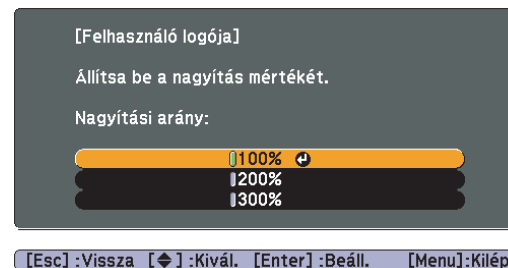 [Felhasználó logója]
Állítsa be a nagyítás mértékét.
Nagyítási arány:
100%
200%
300%
[Esc] :Vissza [◆] :Kivál. [Enter] :Beáll. [Menu]:Kilép